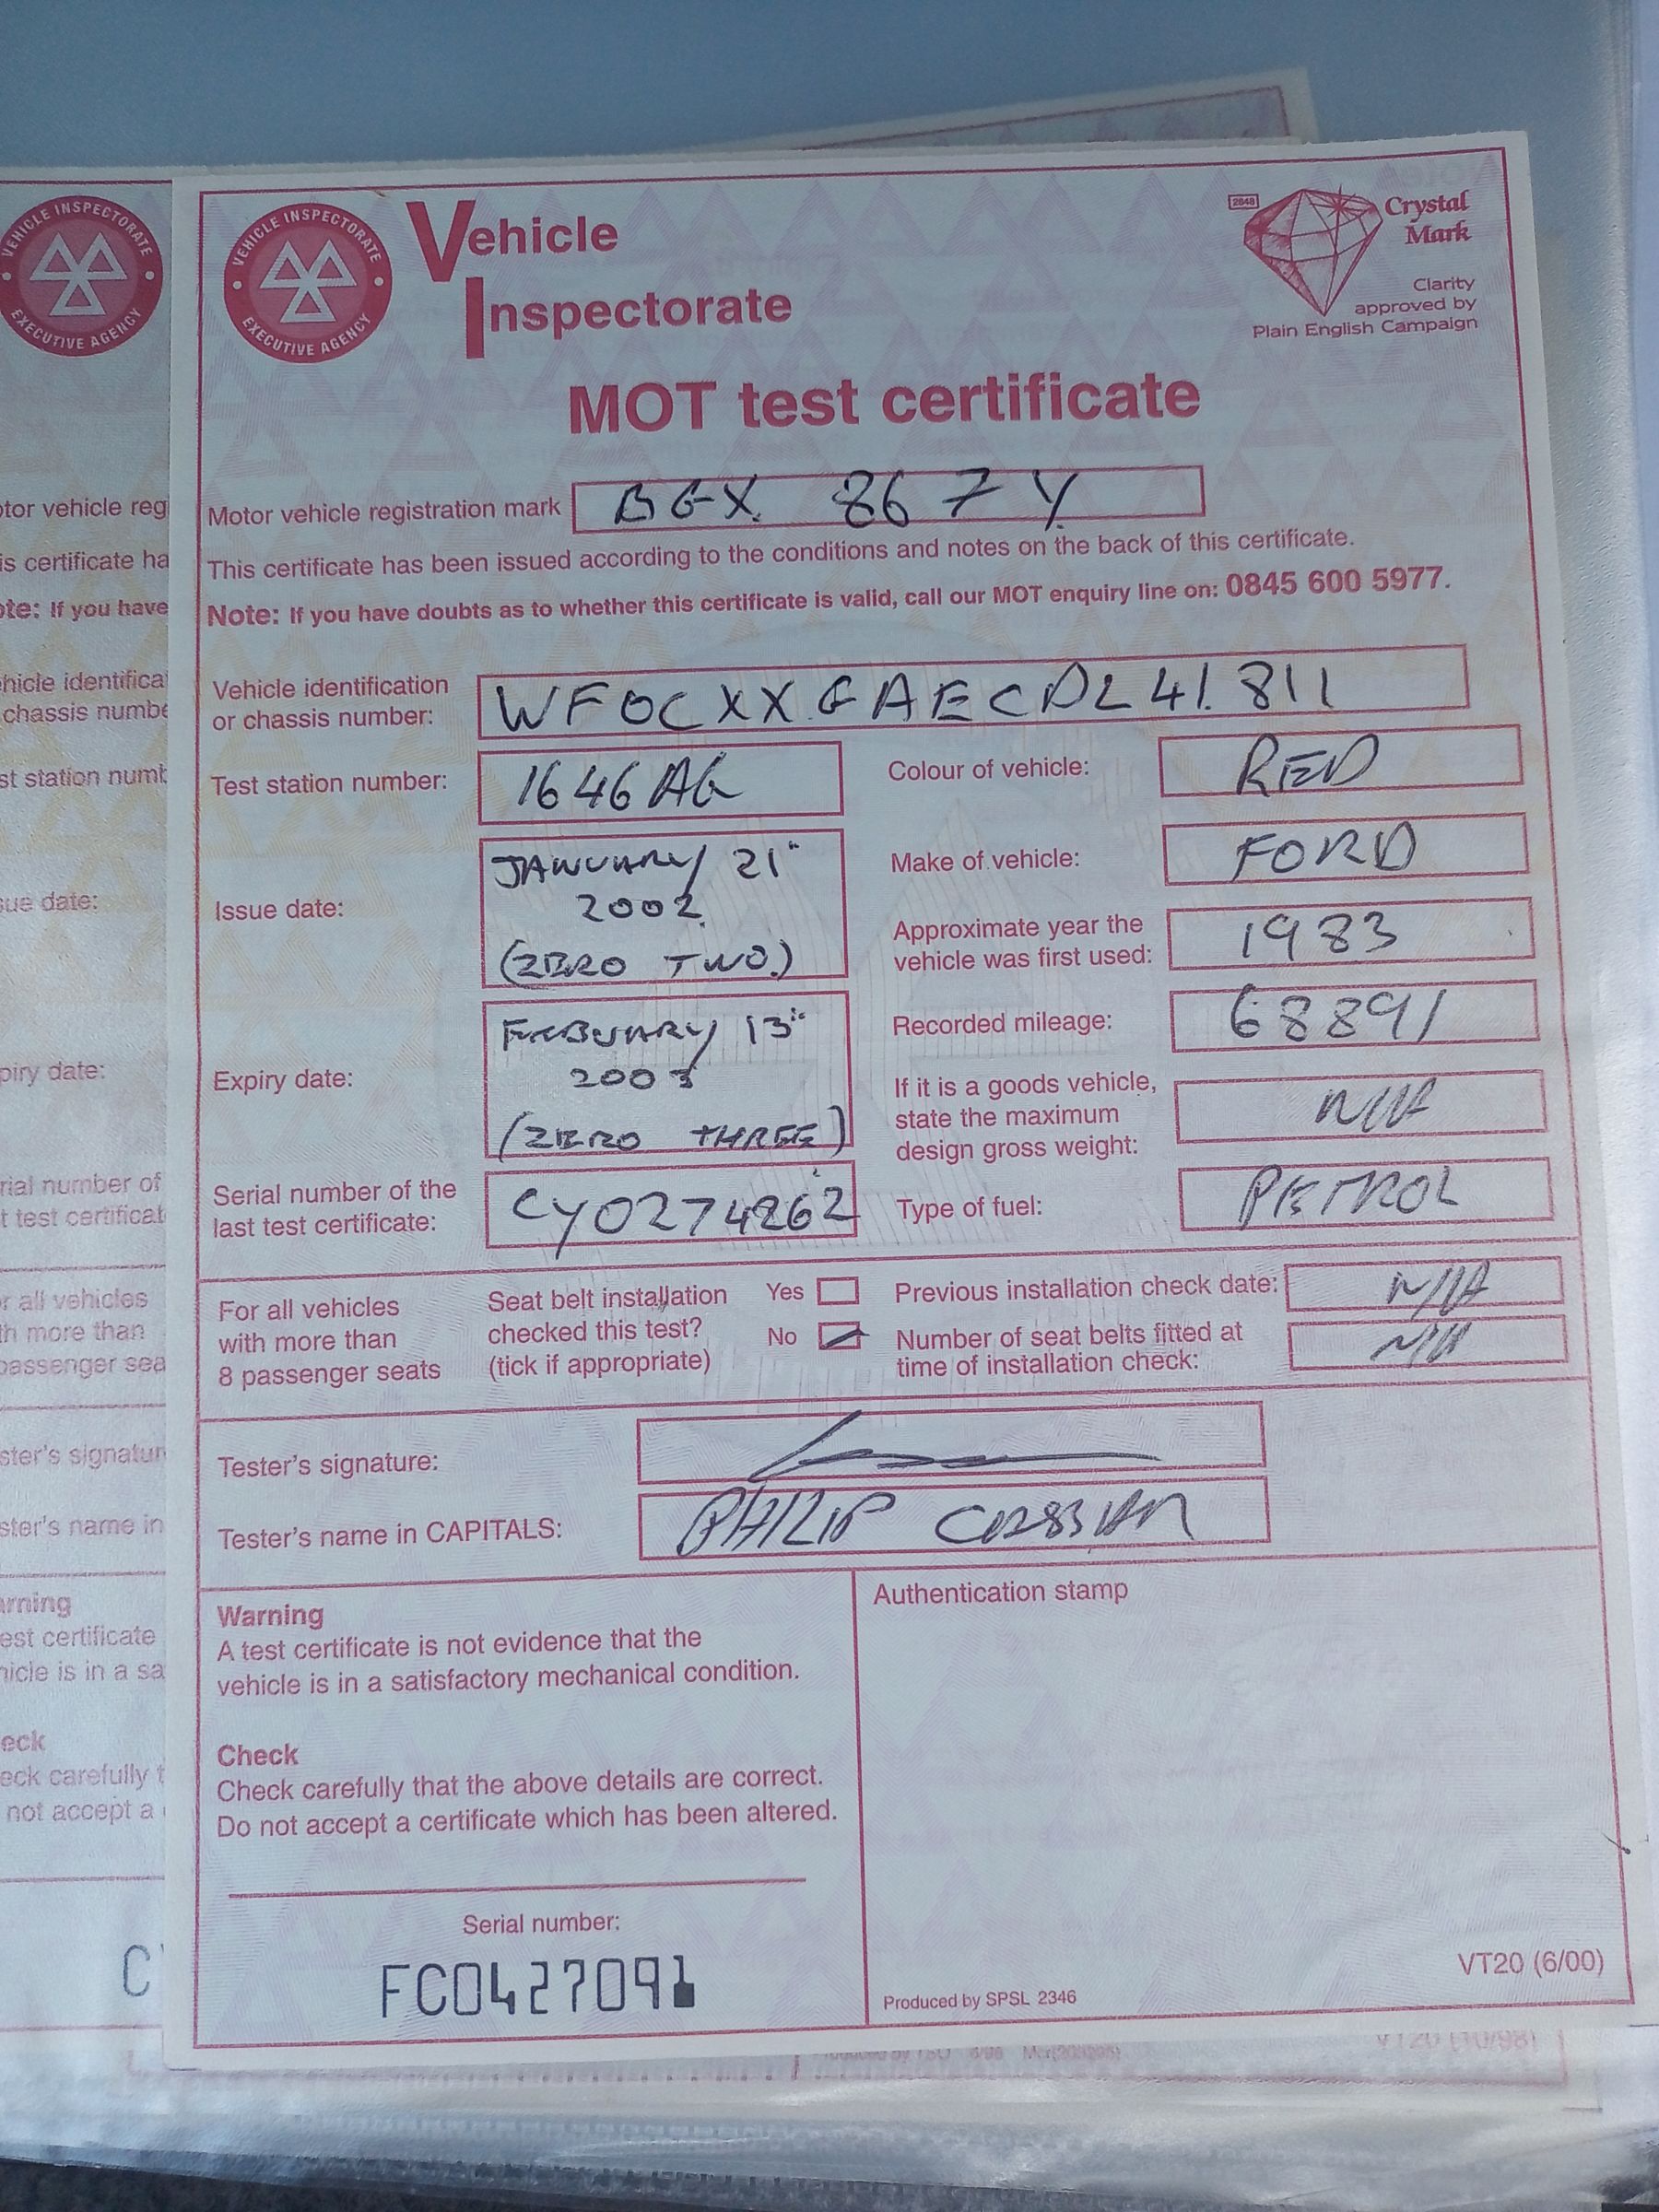 VEHICLE INSPECTORATE
EXECUTIVE AGENCY
Vehicle
Inspectorate
2848
Crystal
Mark
Clarity
approved by
Plain English Campaign
MOT test certificate
Motor vehicle registration mark BGX 867 Y
This certificate has been issued according to the conditions and notes on the back of this certificate.
Note: If you have doubts as to whether this certificate is valid, call our MOT enquiry line on: 0845 600 5977.
Vehicle identification
or chassis number: WFOCXXGAECDL41811
Test station number: 1646AG
Colour of vehicle: RED
Issue date: JANUARY 21
2002
(ZERO TWO.)
Make of vehicle: FORD
Approximate year the
vehicle was first used: 1983
Expiry date: FEBUARY 13
2003
(ZERO THREE)
Recorded mileage: 68891
If it is a goods vehicle,
state the maximum
design gross weight: N/A
Serial number of the
last test certificate: CY0274262
Type of fuel: PETROL
For all vehicles
with more than
8 passenger seats
Seat belt installation
checked this test?
(tick if appropriate)
Yes
No
Previous installation check date: N/A
Number of seat belts fitted at
time of installation check: N/A
Tester's signature:
Tester's name in CAPITALS: PHILIP
Warning
A test certificate is not evidence that the
vehicle is in a satisfactory mechanical condition.
Check
Check carefully that the above details are correct.
Do not accept a certificate which has been altered.
Serial number:
FC0427091
Authentication stamp
Produced by SPSL 2346
VT20 (6/00)
VT20 (10/98)